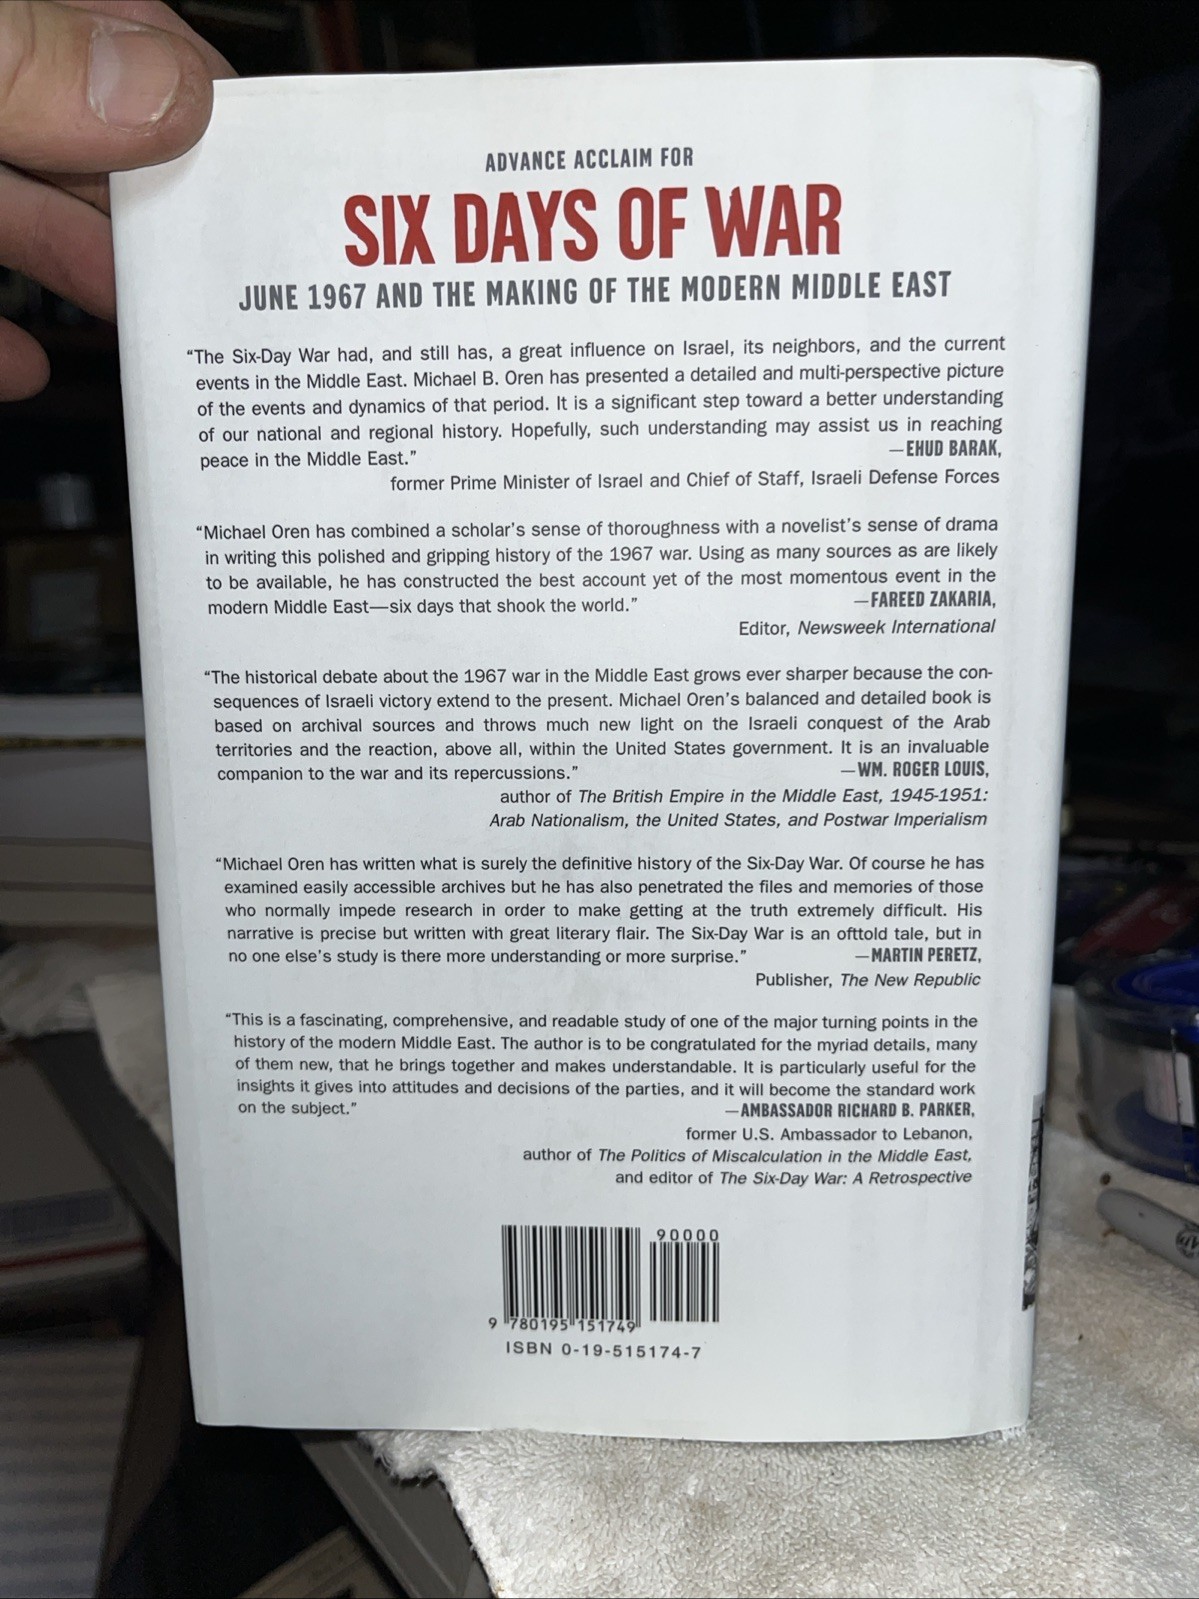 ADVANCE ACCLAIM FOR
SIX DAYS OF WAR
JUNE 1967 AND THE MAKING OF THE MODERN MIDDLE EAST
“The Six-Day War had, and still has, a great influence on Israel, its neighbors, and the current
events in the Middle East. Michael B. Oren has presented a detailed and multi-perspective picture
of the events and dynamics of that period. It is a significant step toward a better understanding
of our national and regional history. Hopefully, such understanding may assist us in reaching
peace in the Middle East.” —EHUD BARAK,
former Prime Minister of Israel and Chief of Staff, Israeli Defense Forces
“Michael Oren has combined a scholar’s sense of thoroughness with a novelist’s sense of drama
in writing this polished and gripping history of the 1967 war. Using as many sources as are likely
to be available, he has constructed the best account yet of the most momentous event in the
modern Middle East—six days that shook the world.” —FAREED ZAKARIA,
Editor, Newsweek International
“The historical debate about the 1967 war in the Middle East grows ever sharper because the con-
sequences of Israeli victory extend to the present. Michael Oren’s balanced and detailed book is
based on archival sources and throws much new light on the Israeli conquest of the Arab
territories and the reaction, above all, within the United States government. It is an invaluable
companion to the war and its repercussions.” —WM. ROGER LOUIS,
author of The British Empire in the Middle East, 1945-1951:
Arab Nationalism, the United States, and Postwar Imperialism
“Michael Oren has written what is surely the definitive history of the Six-Day War. Of course he has
examined easily accessible archives but he has also penetrated the files and memories of those
who normally impede research in order to make getting at the truth extremely difficult. His
narrative is precise but written with great literary flair. The Six-Day War is an ofttold tale, but in
no one else’s study is there more understanding or more surprise.” —MARTIN PERETZ,
Publisher, The New Republic
“This is a fascinating, comprehensive, and readable study of one of the major turning points in the
history of the modern Middle East. The author is to be congratulated for the myriad details, many
of them new, that he brings together and makes understandable. It is particularly useful for the
insights it gives into attitudes and decisions of the parties, and it will become the standard work
on the subject.” —AMBASSADOR RICHARD B. PARKER,
former U.S. Ambassador to Lebanon,
author of The Politics of Miscalculation in the Middle East,
and editor of The Six-Day War: A Retrospective
90000
9 780195 151749
ISBN 0-19-515174-7